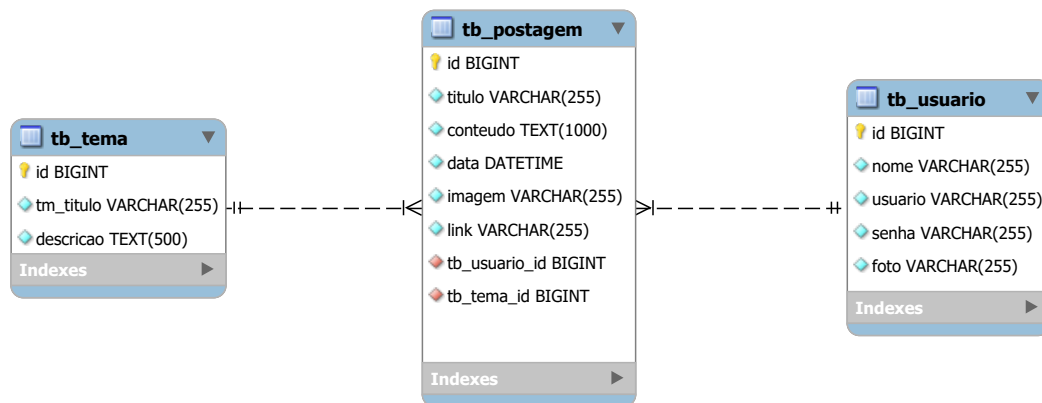 tb_tema
id BIGINT
tm_titulo VARCHAR(255)
descricao TEXT(500)
Indexes
tb_postagem
id BIGINT
titulo VARCHAR(255)
conteudo TEXT(1000)
data DATETIME
imagem VARCHAR(255)
link VARCHAR(255)
tb_usuario_id BIGINT
tb_tema_id BIGINT
Indexes
tb_usuario
id BIGINT
nome VARCHAR(255)
usuario VARCHAR(255)
senha VARCHAR(255)
foto VARCHAR(255)
Indexes